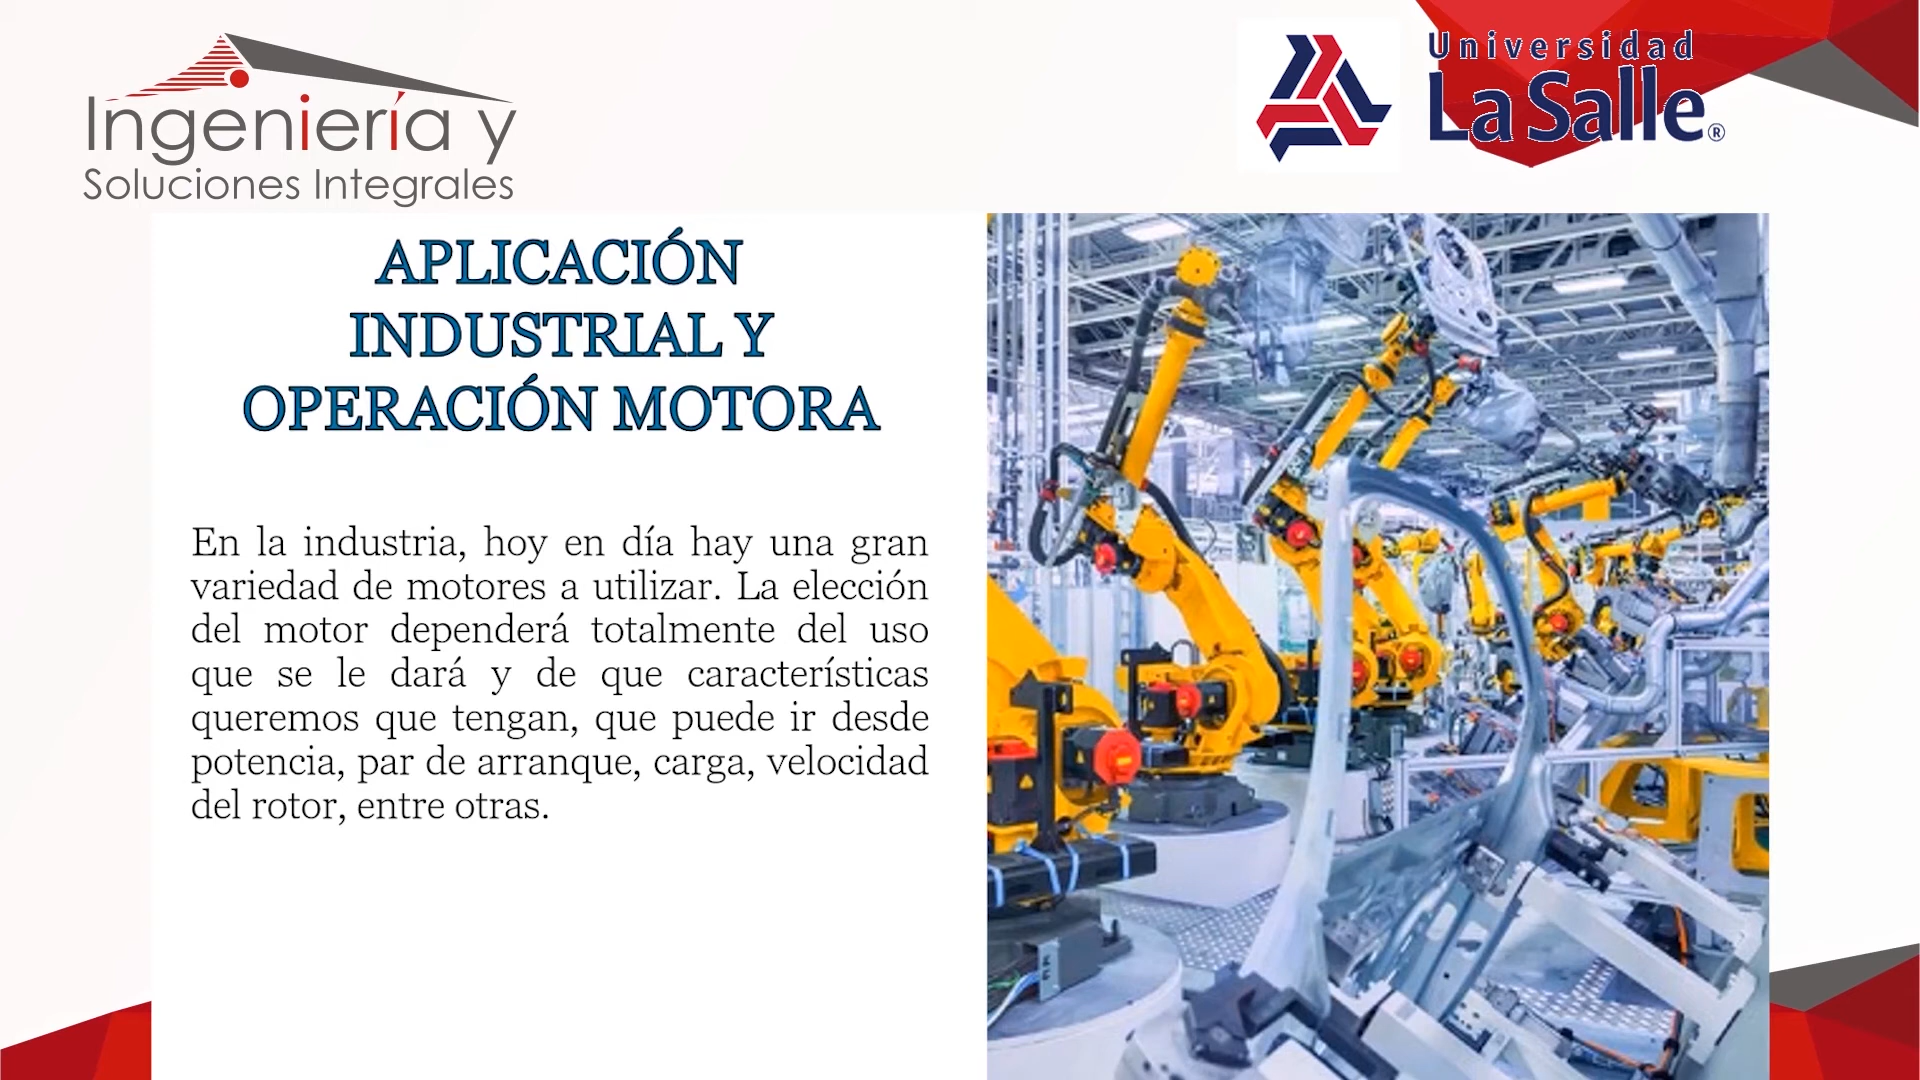 Ingeniería y
Soluciones Integrales
Universidad
La Salle®
APLICACIÓN
INDUSTRIAL Y
OPERACIÓN MOTORA
En la industria, hoy en día hay una gran
variedad de motores a utilizar. La elección
del motor dependerá totalmente del uso
que se le dará y de que características
queremos que tengan, que puede ir desde
potencia, par de arranque, carga, velocidad
del rotor, entre otras.